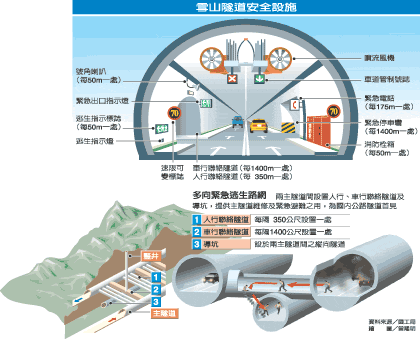 雪山隧道安全設施
噴流風機
號角喇叭
(每50m一處)
車道管制號誌
緊急出口指示燈
緊急電話
(每175m一處)
逃生指示標誌
(每50m一處)
緊急停車彎
(每1400m一處)
逃生指示燈
消防栓箱
(每50m一處)
70
70
速限可
變標誌
車行聯絡隧道(每1400m一處)
人行聯絡隧道(每 350m一處)
多向緊急逃生路網
兩主隧道間設置人行、車行聯絡隧道及
導坑,提供主隧道維修及緊急避難之用,為國內公路隧道首見
1 人行聯絡隧道 每隔 350公尺設置一處
2 車行聯絡隧道 每隔1400公尺設置一處
3 導坑 設於兩主隧道間之縱向隧道
豎井
1
2
3
主隧道
資料來源/國工局